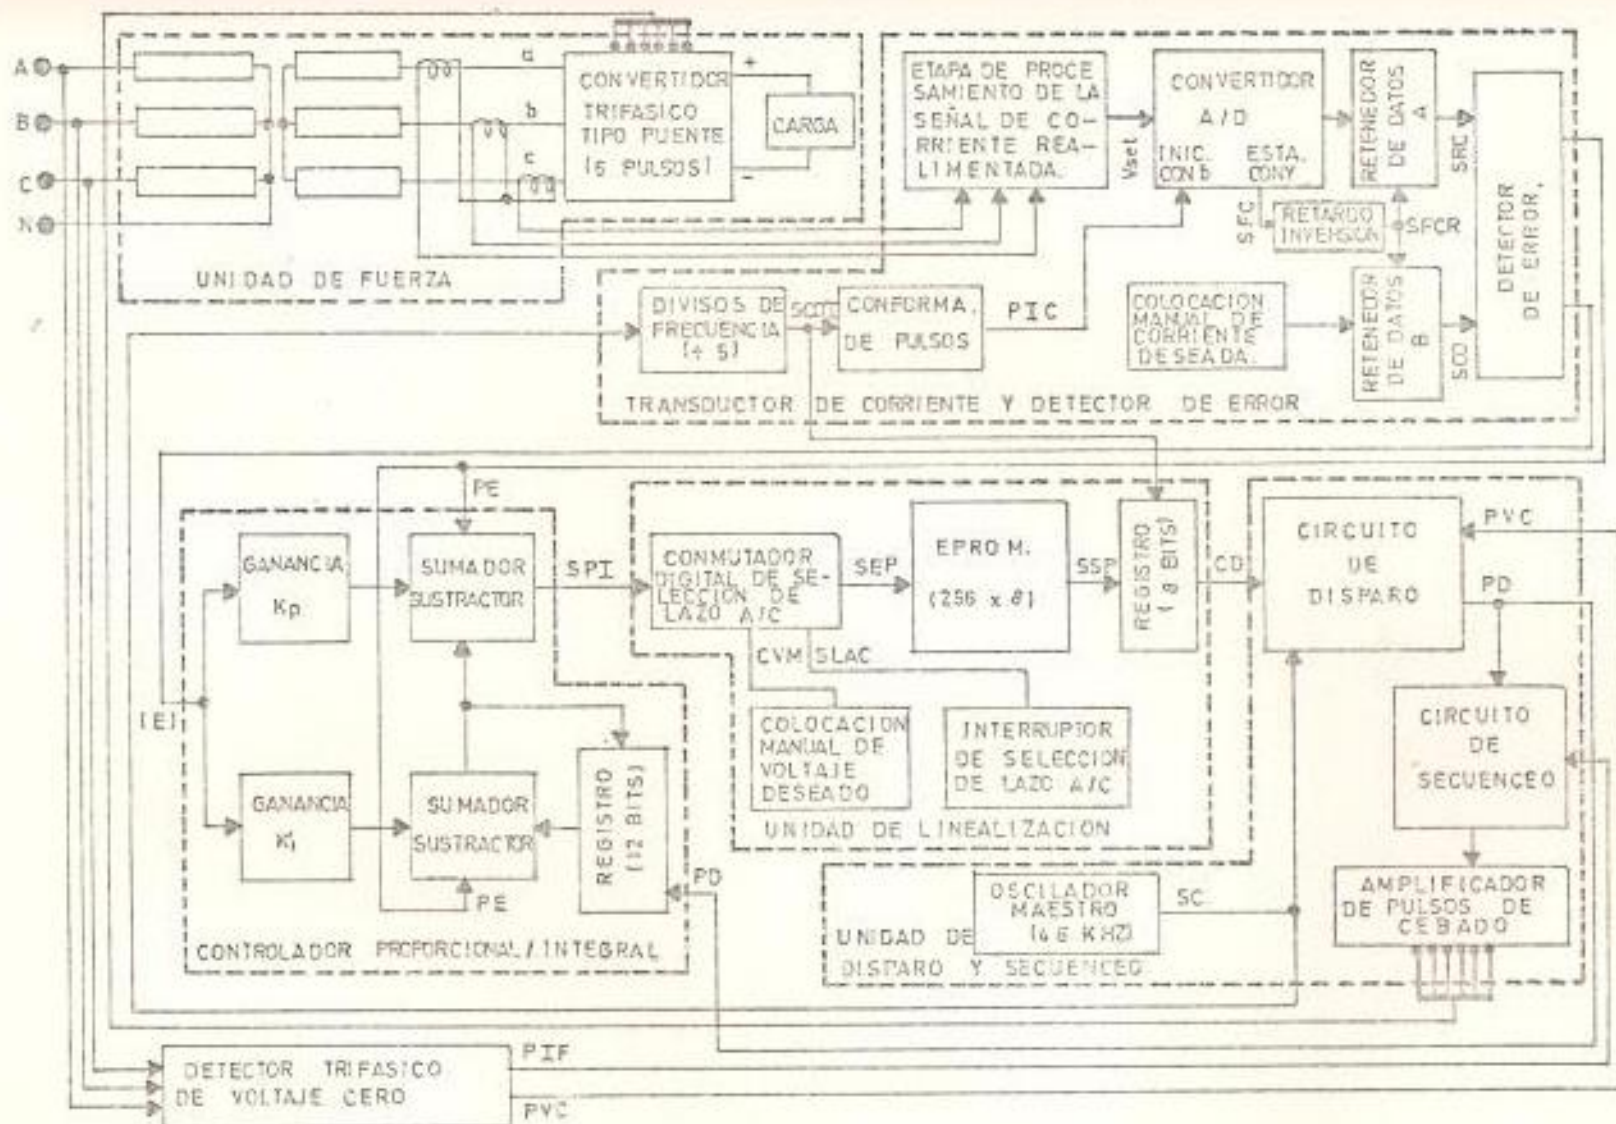 A
B
C
N
a
b
c
CONVERTIDOR
TRIFASICO
TIPO PUENTE
(6 PULSOS)
+
-
CARGA
UNIDAD DE FUERZA
ETAPA DE PROCE
SAMIENTO DE LA
SEÑAL DE CO-
RRIENTE REA-
LIMENTADA.
Vset
CONVERTIDOR
A/D
INIC. ESTA.
CONV. CONV
RETENEDOR
DE DATOS
A
SRC
SFC
RETARDO
INVERSION
SFCR
DETECTOR
DE ERROR.
DIVISOS DE
FRECUENCIA
(÷ 5)
CONFORMA.
DE PULSOS
PIC
COLOCACION
MANUAL DE
CORRIENTE
DESEADA.
RETENEDOR
DE DATOS
B
SCD
TRANSDUCTOR DE CORRIENTE Y DETECTOR DE ERROR
PE
GANANCIA
Kp
SUMADOR
SUSTRACTOR
SPI
CONMUTADOR
DIGITAL DE SE-
LECCION DE
LAZO A/C
SEP
EPROM.
(256 x 8)
SSP
REGISTRO
(8 BITS)
CD
CIRCUITO
DE
DISPARO
PVC
PD
CVM SLAC
|E|
COLOCACION
MANUAL DE
VOLTAJE
DESEADO
INTERRUPTOR
DE SELECCION
DE LAZO A/C
CIRCUITO
DE
SECUENCEO
GANANCIA
Ki
SUMADOR
SUSTRACTOR
REGISTRO
(12 BITS)
UNIDAD DE LINEALIZACIÓN
PE
PD
CONTROLADOR PROPORCIONAL/INTEGRAL
OSCILADOR
MAESTRO
(46 KHZ)
SC
UNIDAD DE
DISPARO Y SECUENCEO
AMPLIFICADOR
DE PULSOS DE
CEBADO
DETECTOR TRIFASICO
DE VOLTAJE CERO
PIF
PVC